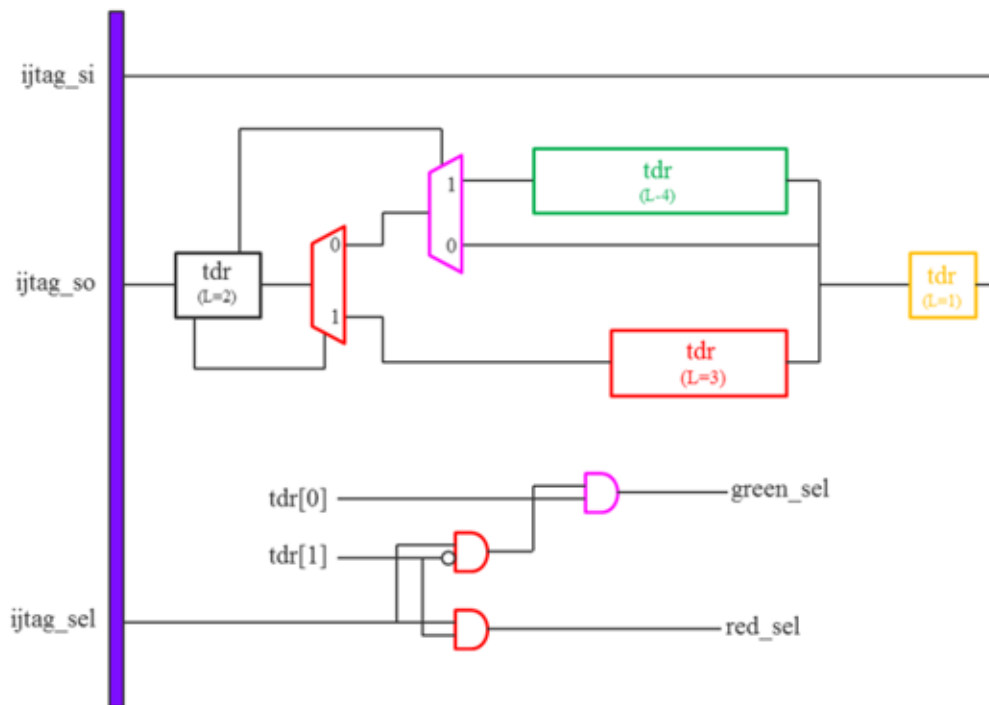 ijtag_si
1
tdr
(L-4)
0
0
tdr
(L=2)
ijtag_so
tdr
(L=1)
1
tdr
(L=3)
tdr[0]
green_sel
tdr[1]
ijtag_sel
red_sel